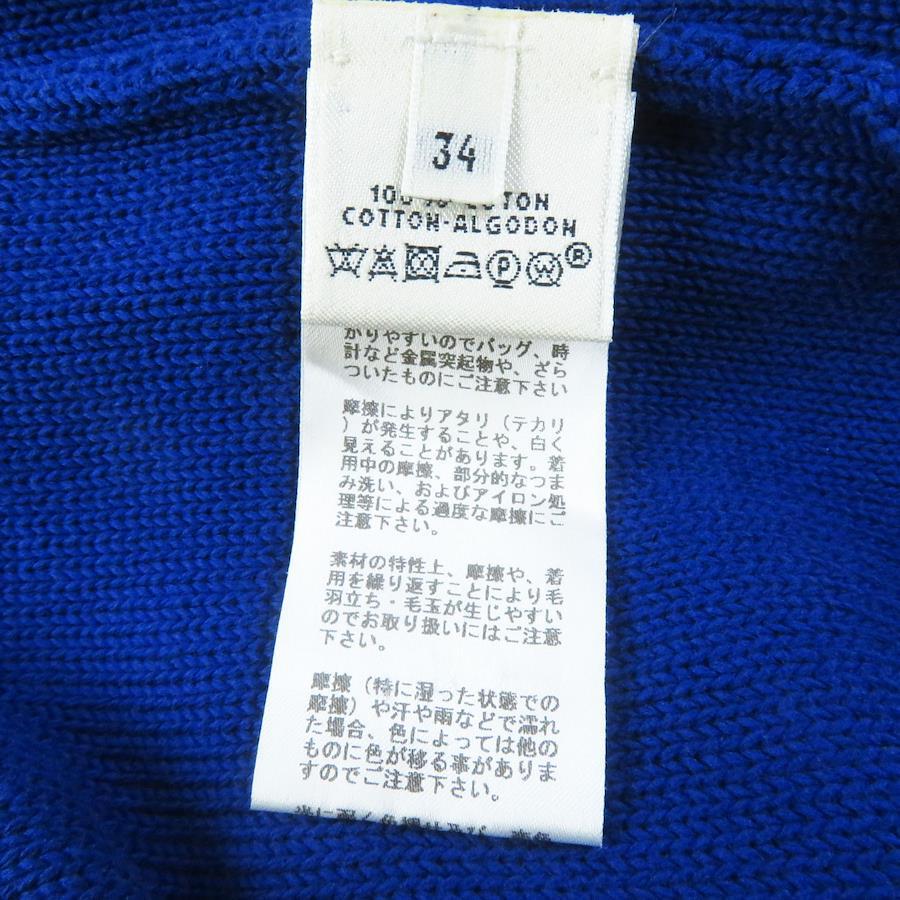 34
100 % COTON
COTTON-ALGODON
P W ®
かりやすいのでバッグ、時
計など金属突起物や、ざら
ついたものにご注意下さい
摩擦によりアタリ（テカリ
）が発生することや、白く
見えることがあります。着
用中の摩擦、部分的なつま
み洗い、およびアイロン処
理等による過度な摩擦にご
注意下さい。
素材の特性上、摩擦や、着
用を繰り返すことにより毛
羽立ち・毛玉が生じやすい
のでお取り扱いにはご注意
下さい。
摩擦（特に湿った状態での
摩擦）や汗や雨などで濡れ
た場合、色によっては他の
ものに色が移る事がありま
すのでご注意下さい。